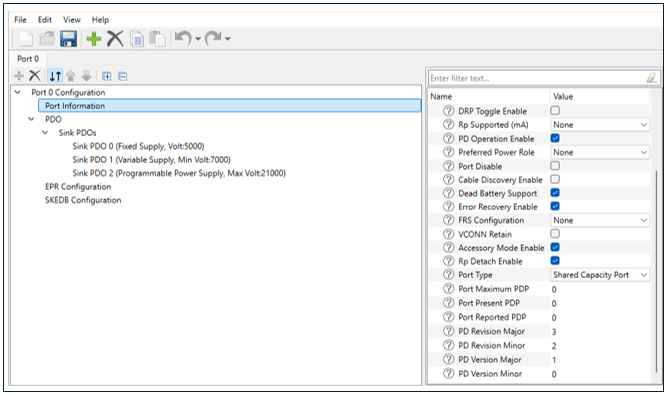 File Edit View Help
Port 0
Port 0 Configuration
Port Information
PDO
Sink PDOs
Sink PDO 0 (Fixed Supply, Volt:5000)
Sink PDO 1 (Variable Supply, Min Volt:7000)
Sink PDO 2 (Programmable Power Supply, Max Volt:21000)
EPR Configuration
SKEDB Configuration
Enter filter text...
Name Value
DRP Toggle Enable
Rp Supported (mA) None
PD Operation Enable
Preferred Power Role None
Port Disable
Cable Discovery Enable
Dead Battery Support
Error Recovery Enable
FRS Configuration None
VCONN Retain
Accessory Mode Enable
Rp Detach Enable
Port Type Shared Capacity Port
Port Maximum PDP 0
Port Present PDP 0
Port Reported PDP 0
PD Revision Major 3
PD Revision Minor 2
PD Version Major 1
PD Version Minor 0